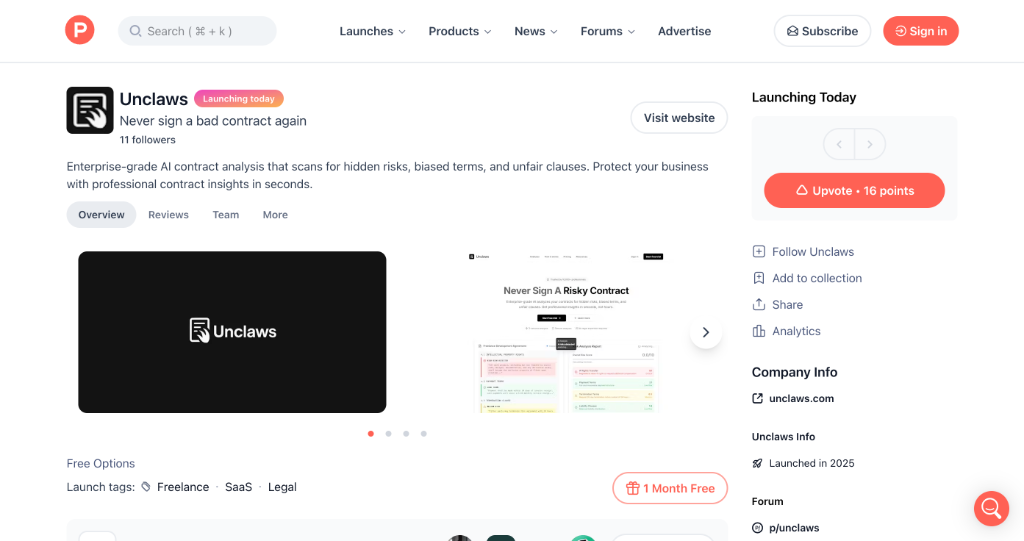 P
Search ( ⌘ + k )
Launches
Products
News
Forums
Advertise
Subscribe
Sign in
Unclaws
Launching today
Never sign a bad contract again
11 followers
Visit website
Enterprise-grade AI contract analysis that scans for hidden risks, biased terms, and unfair clauses. Protect your business
with professional contract insights in seconds.
Overview
Reviews
Team
More
Unclaws
Unclaws
Never Sign A Risky Contract
Free Options
Launch tags:
Freelance · SaaS · Legal
1 Month Free
Launching Today
Upvote • 16 points
Follow Unclaws
Add to collection
Share
Analytics
Company Info
unclaws.com
Unclaws Info
Launched in 2025
Forum
p/unclaws